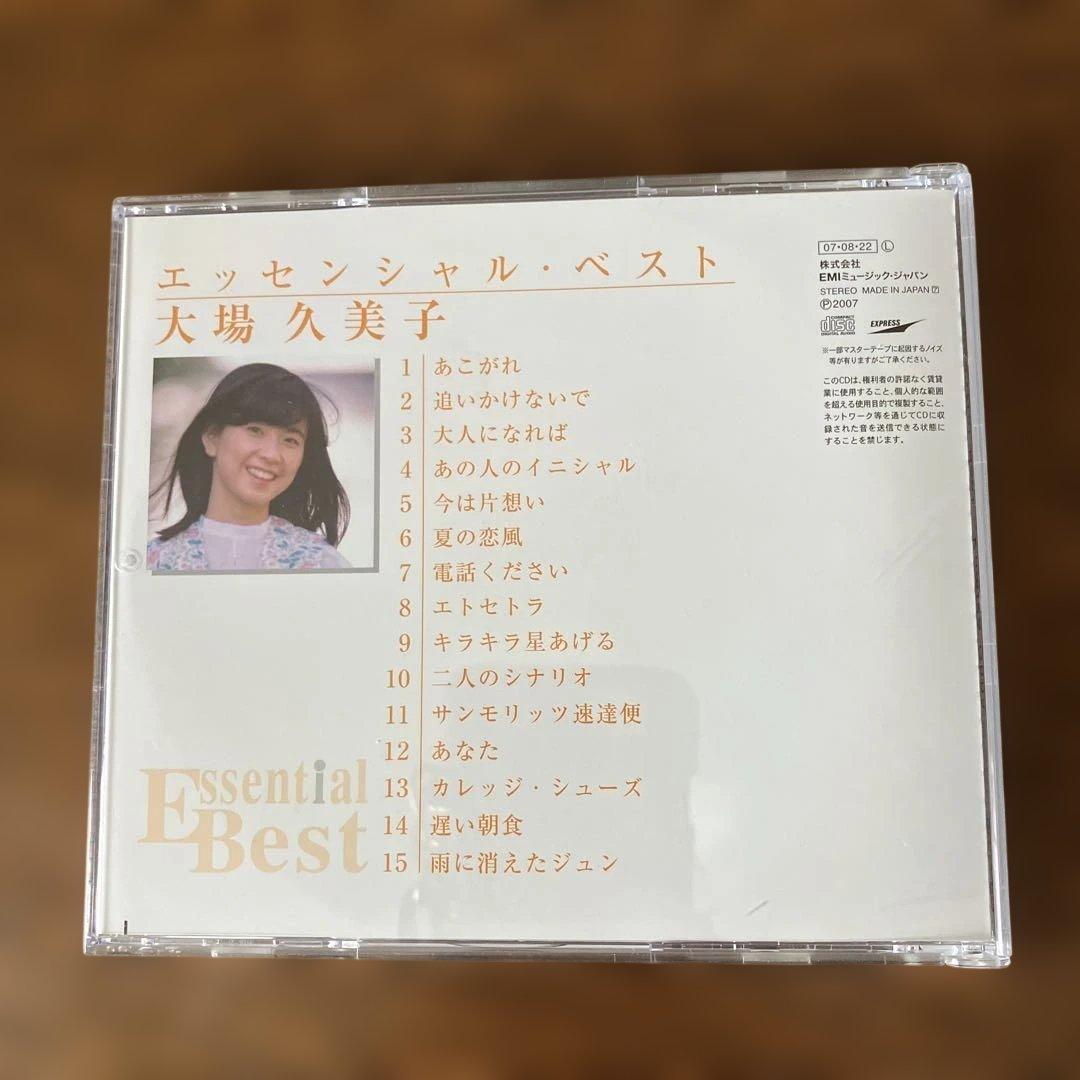 エッセンシャル・ベスト
大場 久美子
1 あこがれ
2 追いかけないで
3 大人になれば
4 あの人のイニシャル
5 今は片想い
6 夏の恋風
7 電話ください
8 エトセトラ
9 キラキラ星あげる
10 二人のシナリオ
11 サンモリッツ速達便
12 あなた
13 カレッジ・シューズ
14 遅い朝食
15 雨に消えたジュン
Essential
Best
07・08・22 Ⓛ
株式会社
EMIミュージック・ジャパン
STEREO MADE IN JAPAN 7
Ⓟ2007
COMPACT
disc
DIGITAL AUDIO
EXPRESS
※一部マスターテープに起因するノイズ
等が有りますがご了承ください。
このCDは、権利者の許諾なく賃貸
業に使用すること、個人的な範囲
を超える使用目的で複製すること、
ネットワーク等を通じてCDに収
録された音を送信できる状態に
することを禁じます。